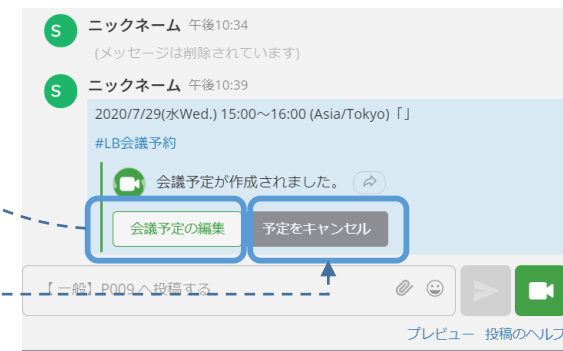 S ニックネーム 午後10:34
(メッセージは削除されています)
S ニックネーム 午後10:39
2020/7/29(水Wed.) 15:00～16:00 (Asia/Tokyo)「」
#LB会議予約
会議予定が作成されました。
会議予定の編集 予定をキャンセル
【一般】P009 へ投稿する
プレビュー 投稿のヘルプ